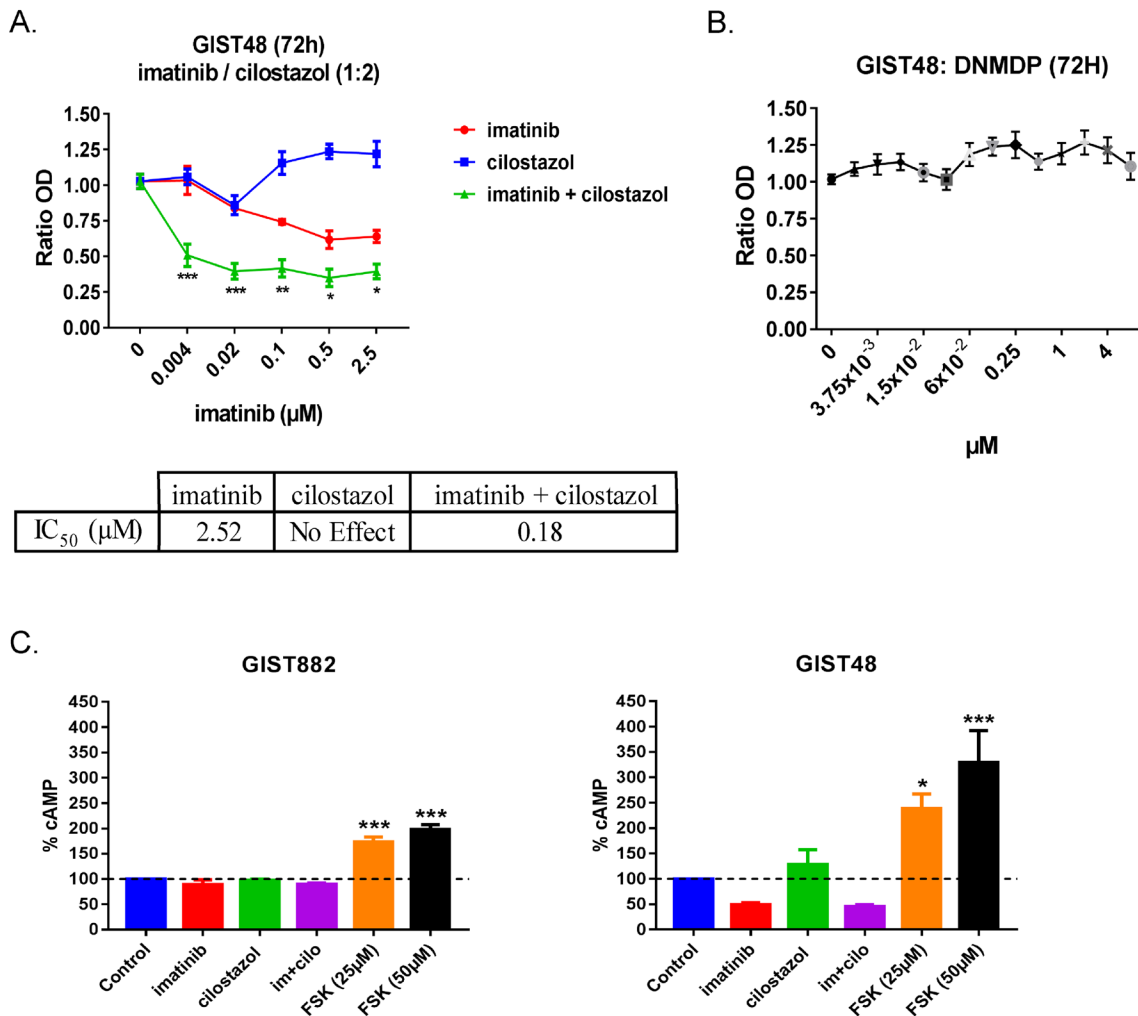 A.
GIST48 (72h)
imatinib / cilostazol (1:2)
1.50
1.25
1.00
0.75
0.50
0.25
0.00
Ratio OD
*** *** ** * *
0 0.004 0.02 0.1 0.5 2.5
imatinib (µM)
imatinib
cilostazol
imatinib + cilostazol
B.
GIST48: DNMDP (72H)
1.50
1.25
1.00
0.75
0.50
0.25
0.00
Ratio OD
0 3.75x10⁻³ 1.5x10⁻² 6x10⁻² 0.25 1 4
µM
imatinib cilostazol imatinib + cilostazol
IC₅₀ (µM) 2.52 No Effect 0.18
C.
GIST882
450
400
350
300
250
200
150
100
50
0
% cAMP
*** ***
Control imatinib cilostazol im+cilo FSK (25µM) FSK (50µM)
GIST48
450
400
350
300
250
200
150
100
50
0
% cAMP
* ***
Control imatinib cilostazol im+cilo FSK (25µM) FSK (50µM)